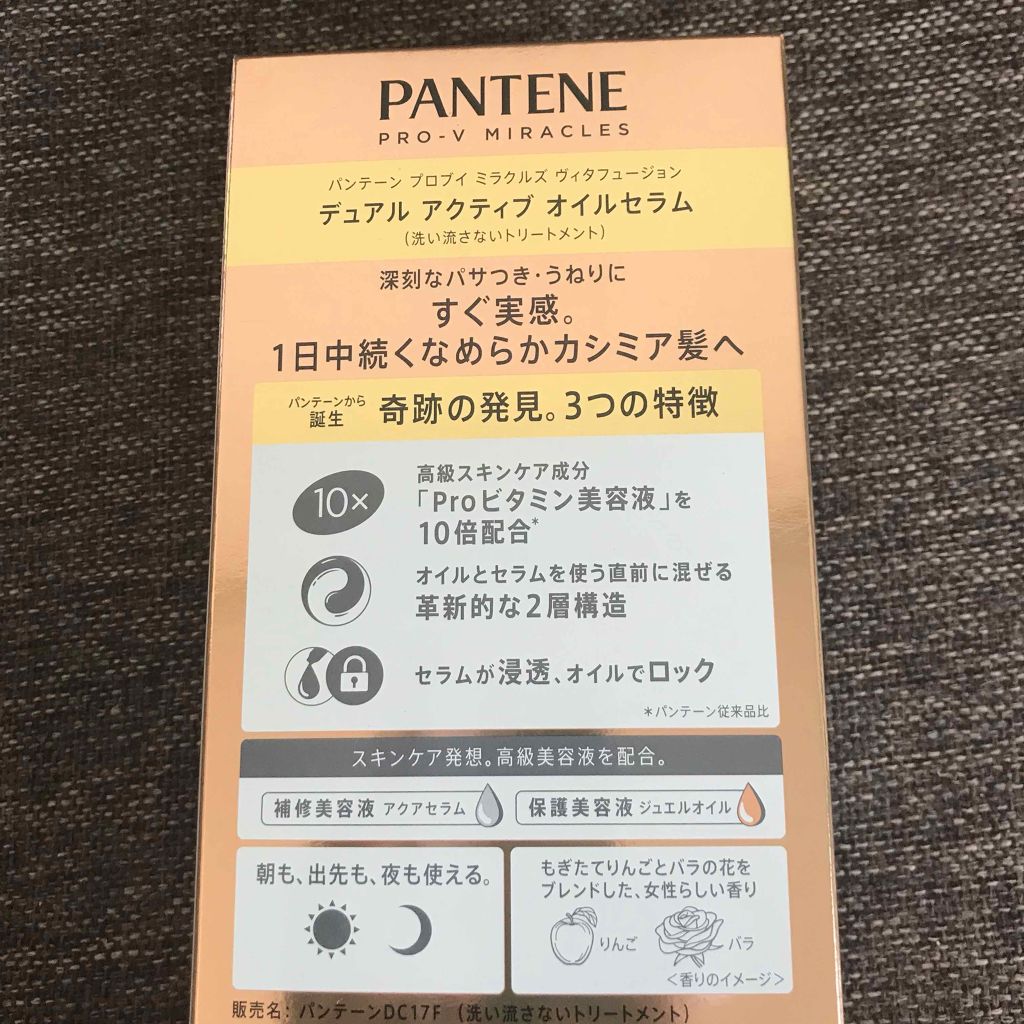 PANTENE
PRO-V MIRACLES
パンテーン プロブイ ミラクルズ ヴィタフュージョン
デュアル アクティブ オイルセラム
(洗い流さないトリートメント)
深刻なパサつき・うねりに
すぐ実感。
1日中続くなめらかカシミア髪へ
パンテーンから
誕生 奇跡の発見。3つの特徴
10×
高級スキンケア成分
「Proビタミン美容液」を
10倍配合*
オイルとセラムを使う直前に混ぜる
革新的な2層構造
セラムが浸透、オイルでロック
*パンテーン従来品比
スキンケア発想。高級美容液を配合。
補修美容液 アクアセラム
保護美容液 ジュエルオイル
朝も、出先も、夜も使える。
もぎたてりんごとバラの花を
ブレンドした、女性らしい香り
りんご
バラ
<香りのイメージ>
販売名: パンテーンDC17F (洗い流さないトリートメント)